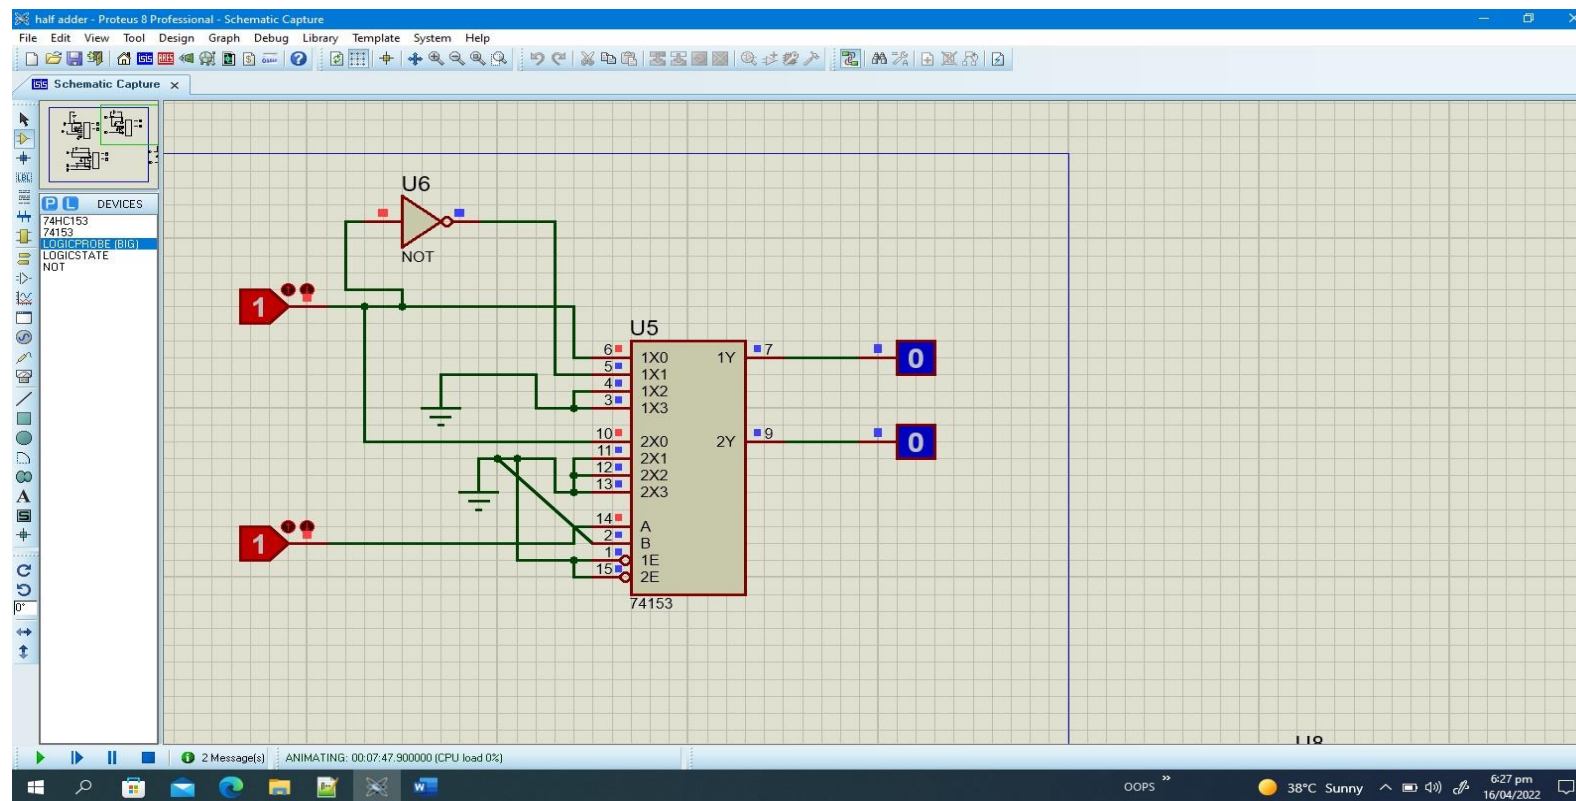 half adder - Proteus 8 Professional - Schematic Capture
File Edit View Tool Design Graph Debug Library Template System Help
Schematic Capture
P L DEVICES
74HC153
74153
LOGICPROBE (BIG)
LOGICSTATE
NOT
U6
NOT
1
U5
6 1X0 1Y 7 0
5 1X1
4 1X2
3 1X3
10 2X0 2Y 9 0
11 2X1
12 2X2
13 2X3
14 A
1
2 B
1 1E
15 2E
74153
0°
2 Message(s) ANIMATING: 00:07:47.900000 (CPU load 0%)
OOPS
38°C Sunny
6:27 pm
16/04/2022